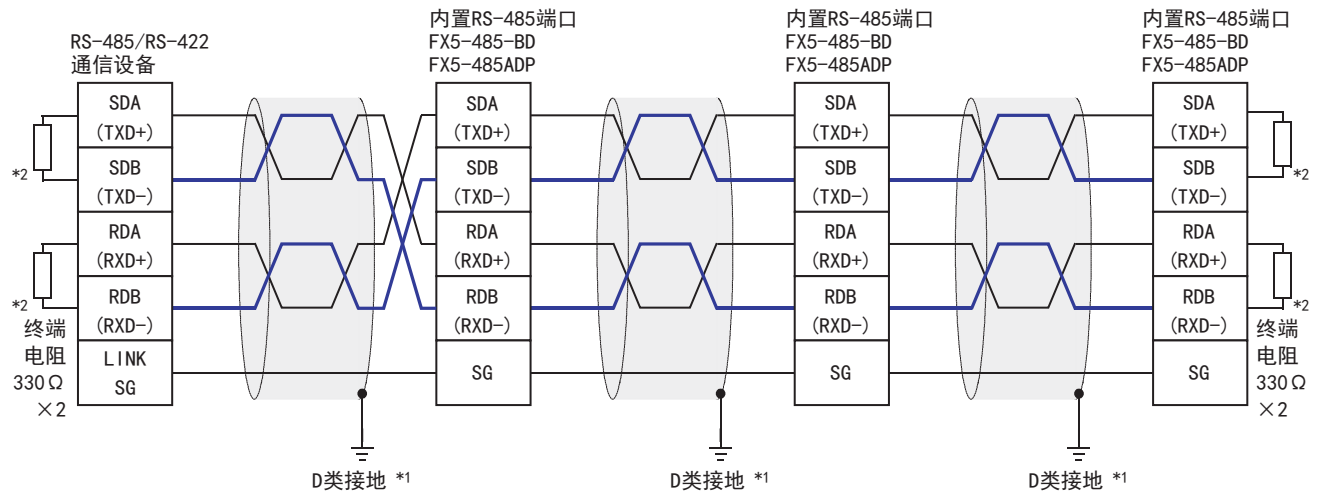 RS-485/RS-422
通信设备
内置RS-485端口
FX5-485-BD
FX5-485ADP
内置RS-485端口
FX5-485-BD
FX5-485ADP
内置RS-485端口
FX5-485-BD
FX5-485ADP
SDA
(TXD+)
SDB
(TXD-)
RDA
(RXD+)
RDB
(RXD-)
LINK
SG
SDA
(TXD+)
SDB
(TXD-)
RDA
(RXD+)
RDB
(RXD-)
SG
SDA
(TXD+)
SDB
(TXD-)
RDA
(RXD+)
RDB
(RXD-)
SG
SDA
(TXD+)
SDB
(TXD-)
RDA
(RXD+)
RDB
(RXD-)
SG
*2
*2
终端
电阻
330Ω
×2
*2
*2
终端
电阻
330Ω
×2
D类接地 *1
D类接地 *1
D类接地 *1